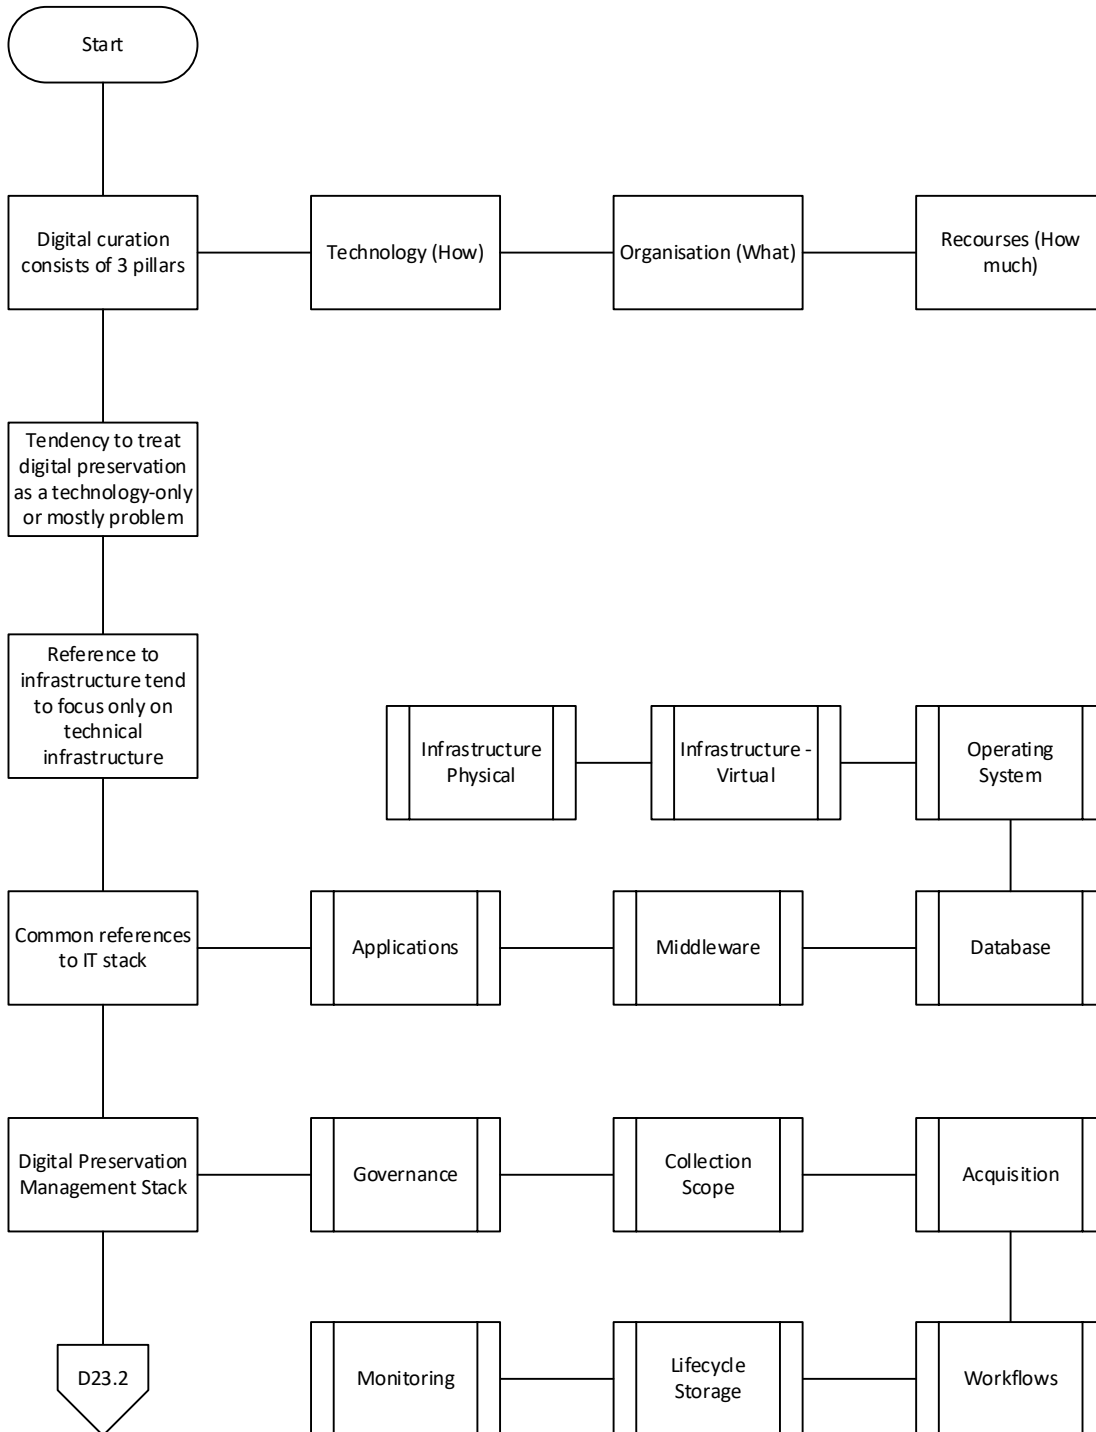 Start
Digital curation
consists of 3 pillars
Technology (How)
Organisation (What)
Recourses (How
much)
Tendency to treat
digital preservation
as a technology-only
or mostly problem
Reference to
infrastructure tend
to focus only on
technical
infrastructure
Infrastructure
Physical
Infrastructure -
Virtual
Operating
System
Common references
to IT stack
Applications
Middleware
Database
Digital Preservation
Management Stack
Governance
Collection
Scope
Acquisition
D23.2
Monitoring
Lifecycle
Storage
Workflows